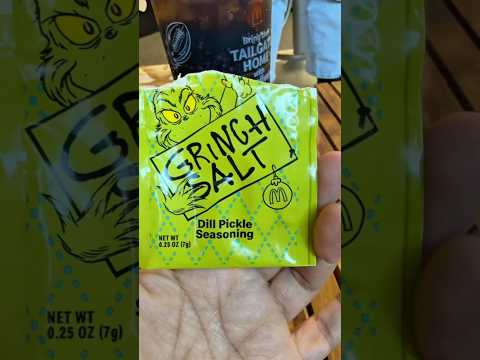 TAILGA
HOME
GRINCH
SALT
Dill Pickle
Seasoning
NET WT
0.25 OZ (7g)
NET WT
0.25 OZ (7g)